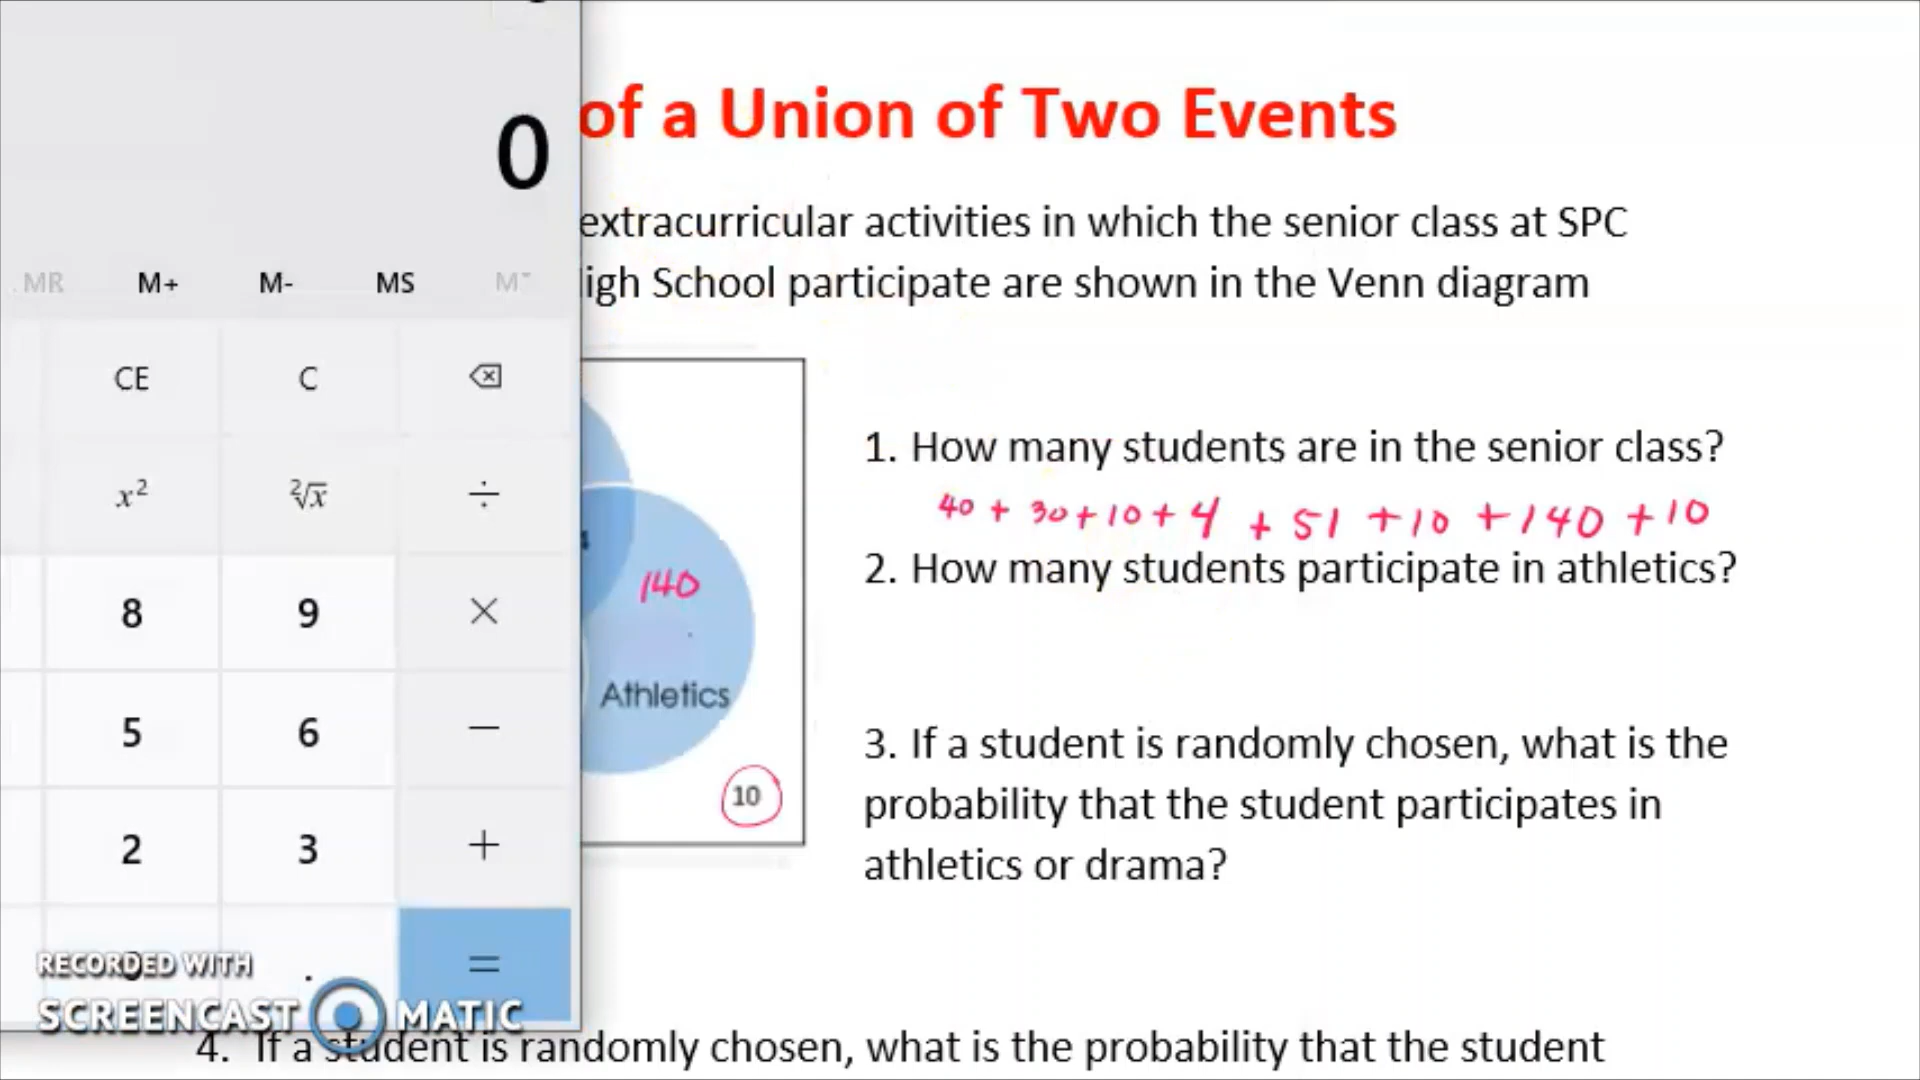 0
of a Union of Two Events
extracurricular activities in which the senior class at SPC
igh School participate are shown in the Venn diagram
MR M+ M- MS M
CE C
x² ²√x ÷
8 9 ×
5 6 −
2 3 +
. =
1. How many students are in the senior class?
40 + 30 + 10 + 4 + 51 + 10 + 140 + 10
2. How many students participate in athletics?
4
140
Athletics
10
3. If a student is randomly chosen, what is the
probability that the student participates in
athletics or drama?
RECORDED WITH
SCREENCAST MATIC
4. If a student is randomly chosen, what is the probability that the student